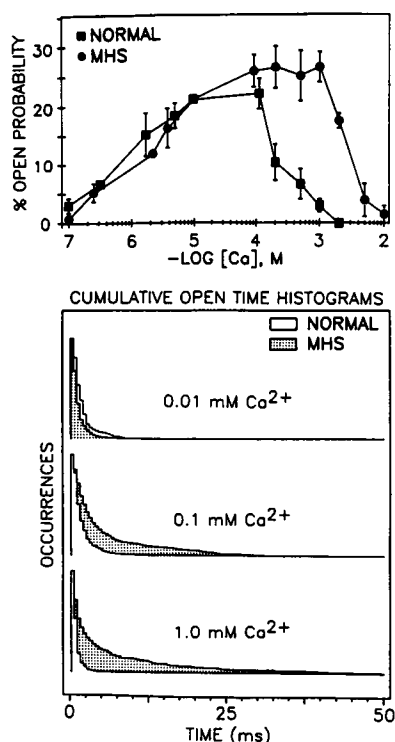 NORMAL
MHS
% OPEN PROBABILITY
30
20
10
0
7 6 5 4 3 2
−LOG [Ca], M
CUMULATIVE OPEN TIME HISTOGRAMS
NORMAL
MHS
0.01 mM Ca2+
0.1 mM Ca2+
1.0 mM Ca2+
OCCURRENCES
0 25 50
TIME (ms)